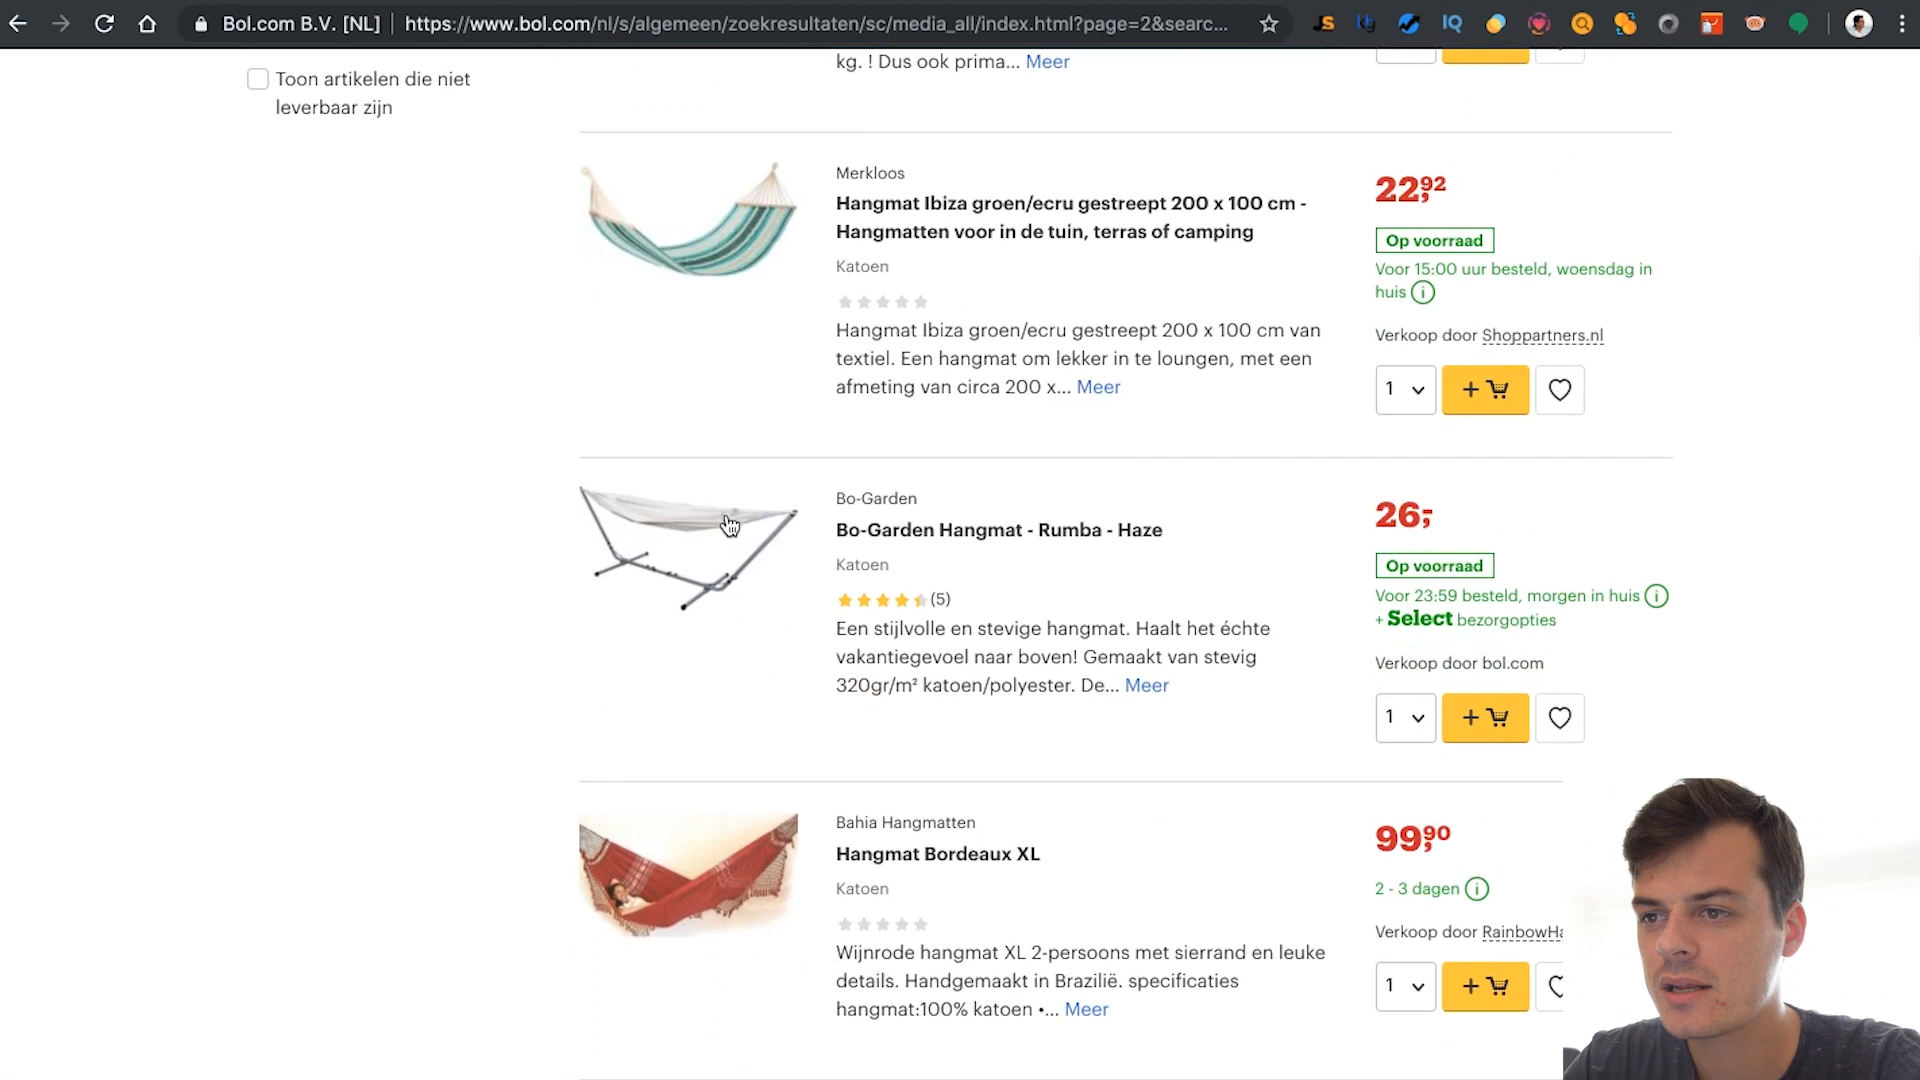 Bol.com B.V. [NL]
https://www.bol.com/nl/s/algemeen/zoekresultaten/sc/media_all/index.html?page=2&searc...
JS
IQ
Toon artikelen die niet
leverbaar zijn
kg. ! Dus ook prima... Meer
Merkloos
Hangmat Ibiza groen/ecru gestreept 200 x 100 cm -
Hangmatten voor in de tuin, terras of camping
Katoen
Hangmat Ibiza groen/ecru gestreept 200 x 100 cm van
textiel. Een hangmat om lekker in te loungen, met een
afmeting van circa 200 x... Meer
22,92
Op voorraad
Voor 15:00 uur besteld, woensdag in
huis
Verkoop door Shoppartners.nl
1
+
Bo-Garden
Bo-Garden Hangmat - Rumba - Haze
Katoen
(5)
Een stijlvolle en stevige hangmat. Haalt het échte
vakantiegevoel naar boven! Gemaakt van stevig
320gr/m² katoen/polyester. De... Meer
26,-
Op voorraad
Voor 23:59 besteld, morgen in huis
+ Select bezorgopties
Verkoop door bol.com
1
+
Bahia Hangmatten
Hangmat Bordeaux XL
Katoen
Wijnrode hangmat XL 2-persoons met sierrand en leuke
details. Handgemaakt in Brazilië. specificaties
hangmat:100% katoen •... Meer
99,90
2 - 3 dagen
Verkoop door RainbowHa
1
+